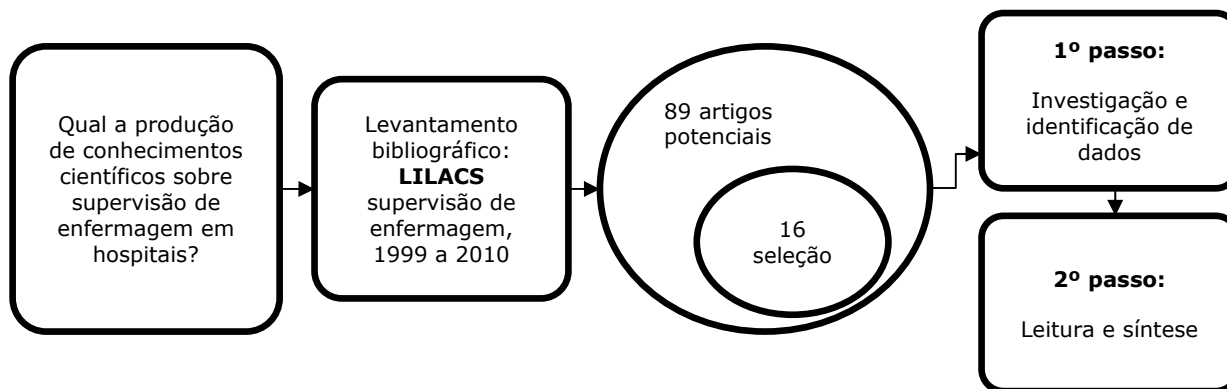 Qual a produção
de conhecimentos
científicos sobre
supervisão de
enfermagem em
hospitais?
Levantamento
bibliográfico:
LILACS
supervisão de
enfermagem,
1999 a 2010
89 artigos
potenciais
16
seleção
1º passo:
Investigação e
identificação de
dados
2º passo:
Leitura e síntese